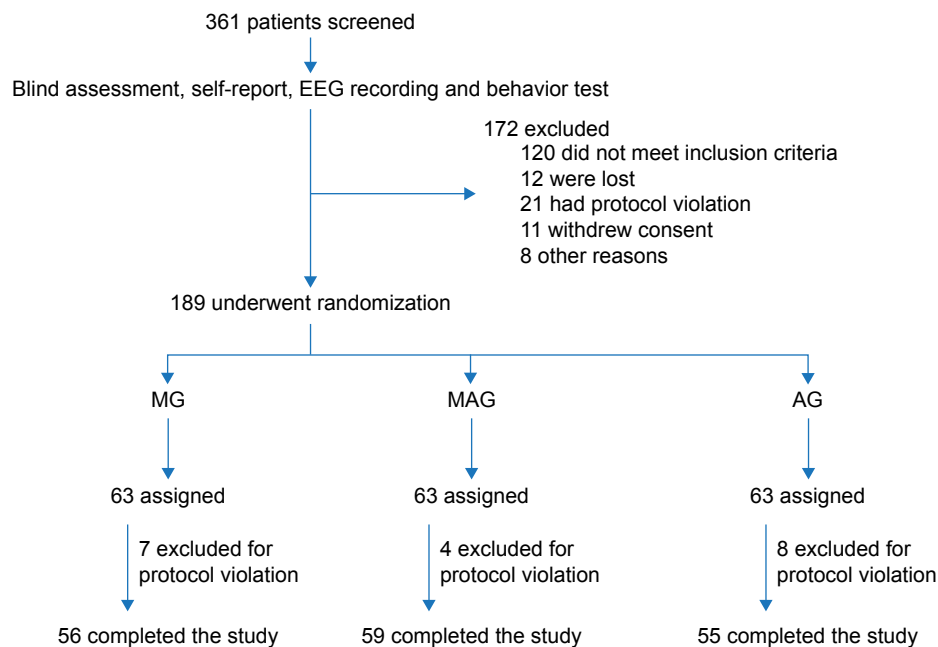 361 patients screened
Blind assessment, self-report, EEG recording and behavior test
172 excluded
120 did not meet inclusion criteria
12 were lost
21 had protocol violation
11 withdrew consent
8 other reasons
189 underwent randomization
MG
MAG
AG
63 assigned
63 assigned
63 assigned
7 excluded for
protocol violation
4 excluded for
protocol violation
8 excluded for
protocol violation
56 completed the study
59 completed the study
55 completed the study